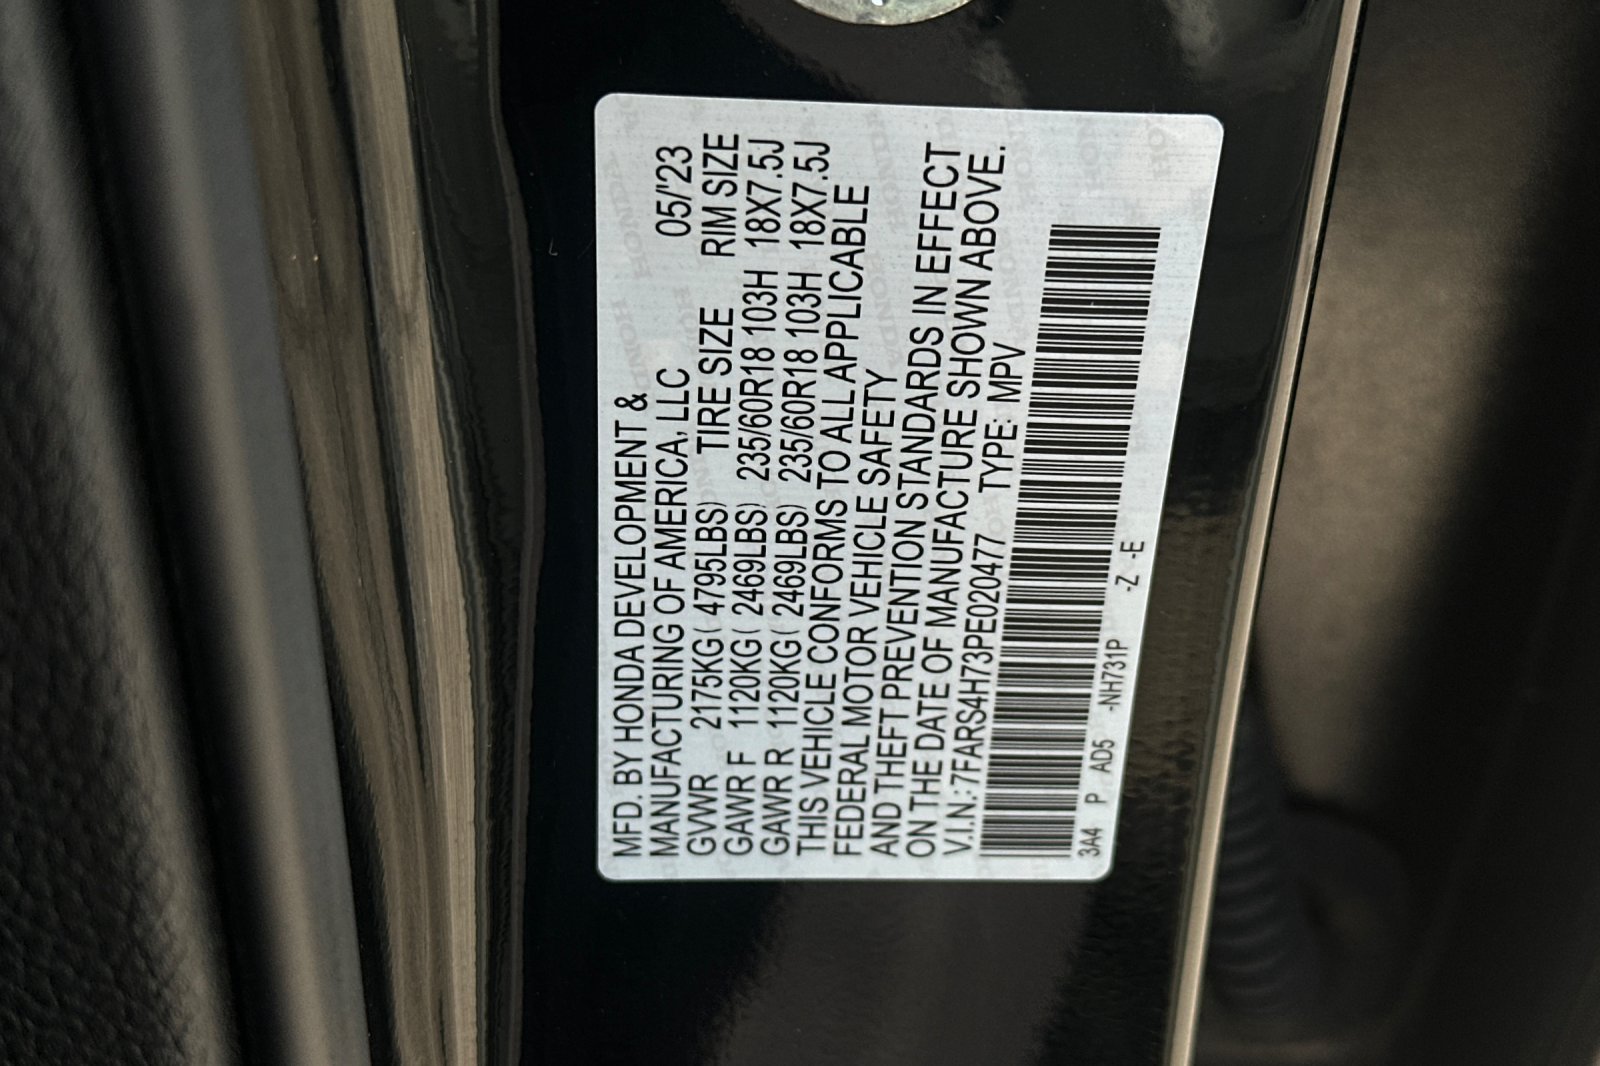 MFD. BY HONDA DEVELOPMENT &
MANUFACTURING OF AMERICA, LLC 05/'23
GVWR 2175KG( 4795LBS) TIRE SIZE RIM SIZE
GAWR F 1120KG( 2469LBS) 235/60R18 103H 18X7.5J
GAWR R 1120KG( 2469LBS) 235/60R18 103H 18X7.5J
THIS VEHICLE CONFORMS TO ALL APPLICABLE
FEDERAL MOTOR VEHICLE SAFETY
AND THEFT PREVENTION STANDARDS IN EFFECT
ON THE DATE OF MANUFACTURE SHOWN ABOVE.
V.I.N.:7FARS4H73PE020477 TYPE: MPV
3A4 P AD5 -NH731P -Z -E